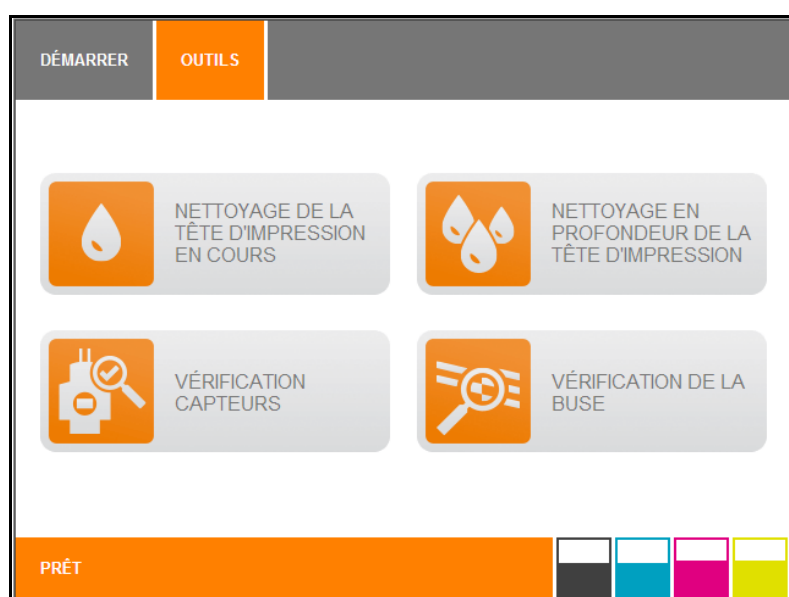 DÉMARRER
OUTILS
NETTOYAGE DE LA
TÊTE D'IMPRESSION
EN COURS
NETTOYAGE EN
PROFONDEUR DE LA
TÊTE D'IMPRESSION
VÉRIFICATION
CAPTEURS
VÉRIFICATION DE LA
BUSE
PRÊT